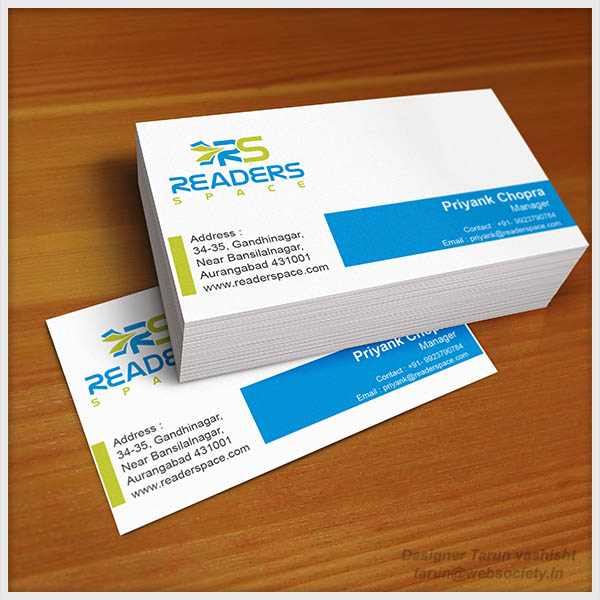 RS
READERS
SPACE
Priyank Chopra
Manager
Contact : +91- 9923790784
Email : priyank@readerspace.com
Address :
34-35, Gandhinagar,
Near Bansilalnagar,
Aurangabad 431001
www.readerspace.com
RS
READERS
SPACE
Priyank Chopra
Manager
Contact : +91- 9923790784
Email : priyank@readerspace.com
Address :
34-35, Gandhinagar,
Near Bansilalnagar,
Aurangabad 431001
www.readerspace.com
Designer Tarun vashisht
tarun@websociety.in